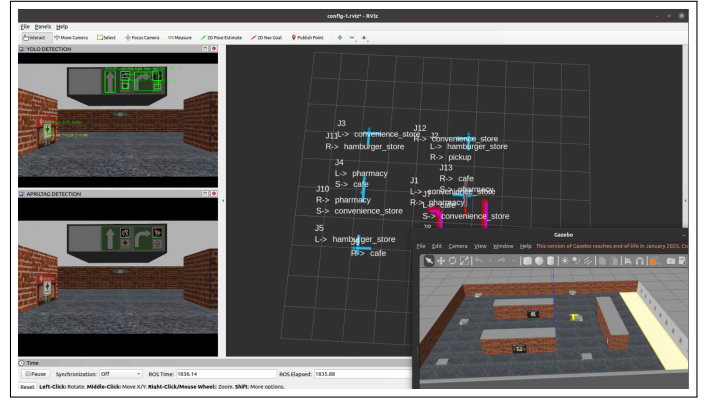 config-1.rviz* - RViz
File Panels Help
Interact Move Camera Select Focus Camera Measure 2D Pose Estimate 2D Nav Goal Publish Point
YOLO DETECTION
APRILTAG DETECTION
J3
L-> convenience_store
J11
R-> hamburger_store
J12
R-> convenience_store
J2
L-> hamburger_store
R-> pickup
J4
L-> pharmacy
S-> cafe
J13
R-> cafe
S-> pharmacy
J10
R-> pharmacy
S-> convenience_store
J1
L-> convenience_store
R-> pharmacy
L-> cafe
S-> convenience_store
J5
L-> hamburger_store
R-> cafe
Gazebo
File Edit Camera View Window Help This version of Gazebo reaches end-of-life in January 2025. Co
Time
Pause Synchronization: Off ROS Time: 1836.14 ROS Elapsed: 1835.88
Reset Left-Click: Rotate. Middle-Click: Move X/Y. Right-Click/Mouse Wheel: Zoom. Shift: More options.